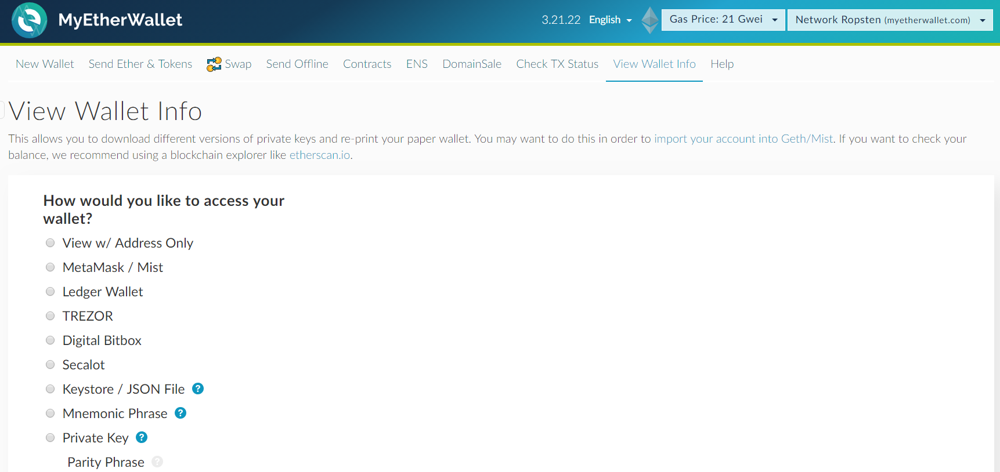 MyEtherWallet
3.21.22 English
Gas Price: 21 Gwei
Network Ropsten (myetherwallet.com)
New Wallet Send Ether & Tokens Swap Send Offline Contracts ENS DomainSale Check TX Status View Wallet Info Help
View Wallet Info
This allows you to download different versions of private keys and re-print your paper wallet. You may want to do this in order to import your account into Geth/Mist. If you want to check your
balance, we recommend using a blockchain explorer like etherscan.io.
How would you like to access your
wallet?
View w/ Address Only
MetaMask / Mist
Ledger Wallet
TREZOR
Digital Bitbox
Secalot
Keystore / JSON File ?
Mnemonic Phrase ?
Private Key ?
Parity Phrase ?